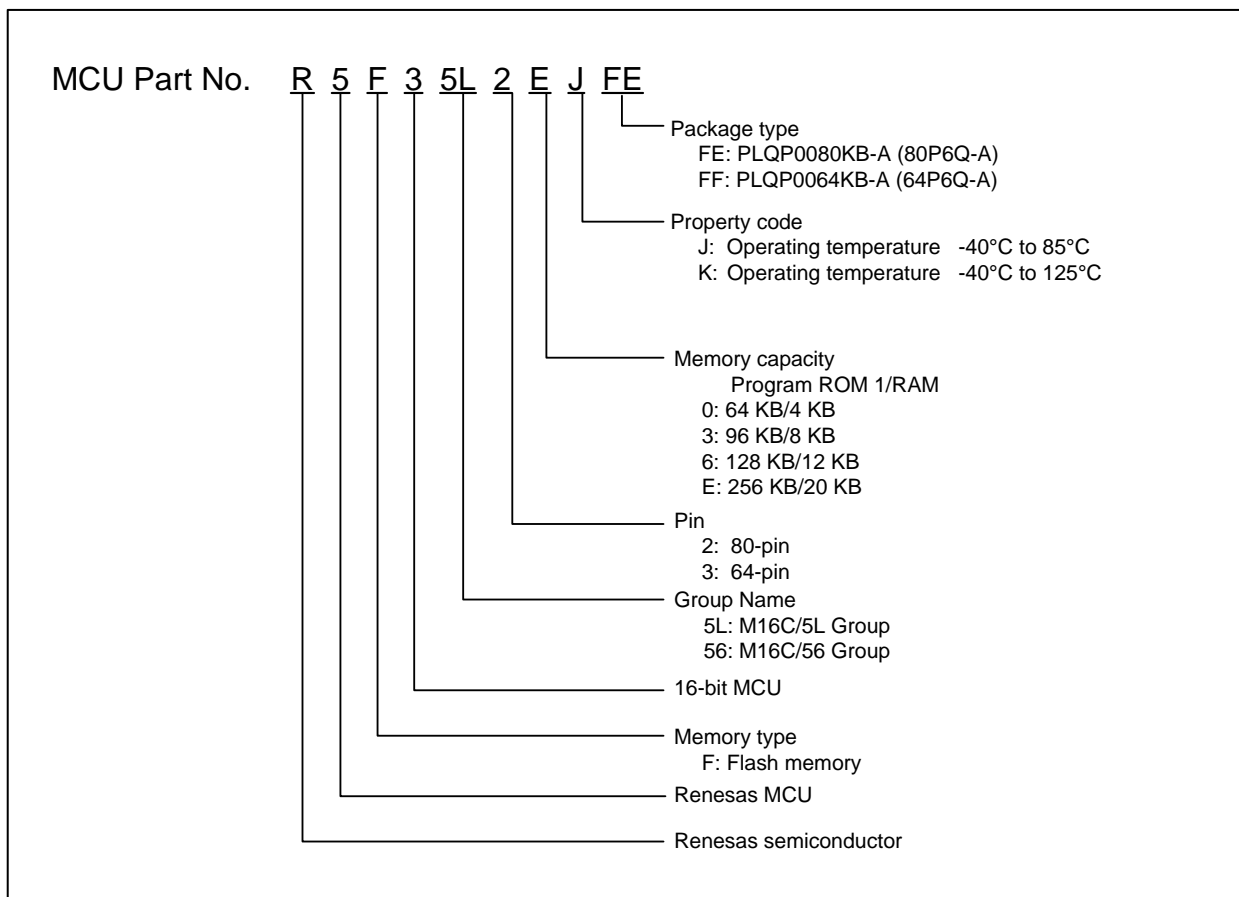 MCU Part No. R 5 F 3 5L 2 E J FE
Package type
FE: PLQP0080KB-A (80P6Q-A)
FF: PLQP0064KB-A (64P6Q-A)
Property code
J: Operating temperature -40°C to 85°C
K: Operating temperature -40°C to 125°C
Memory capacity
Program ROM 1/RAM
0: 64 KB/4 KB
3: 96 KB/8 KB
6: 128 KB/12 KB
E: 256 KB/20 KB
Pin
2: 80-pin
3: 64-pin
Group Name
5L: M16C/5L Group
56: M16C/56 Group
16-bit MCU
Memory type
F: Flash memory
Renesas MCU
Renesas semiconductor